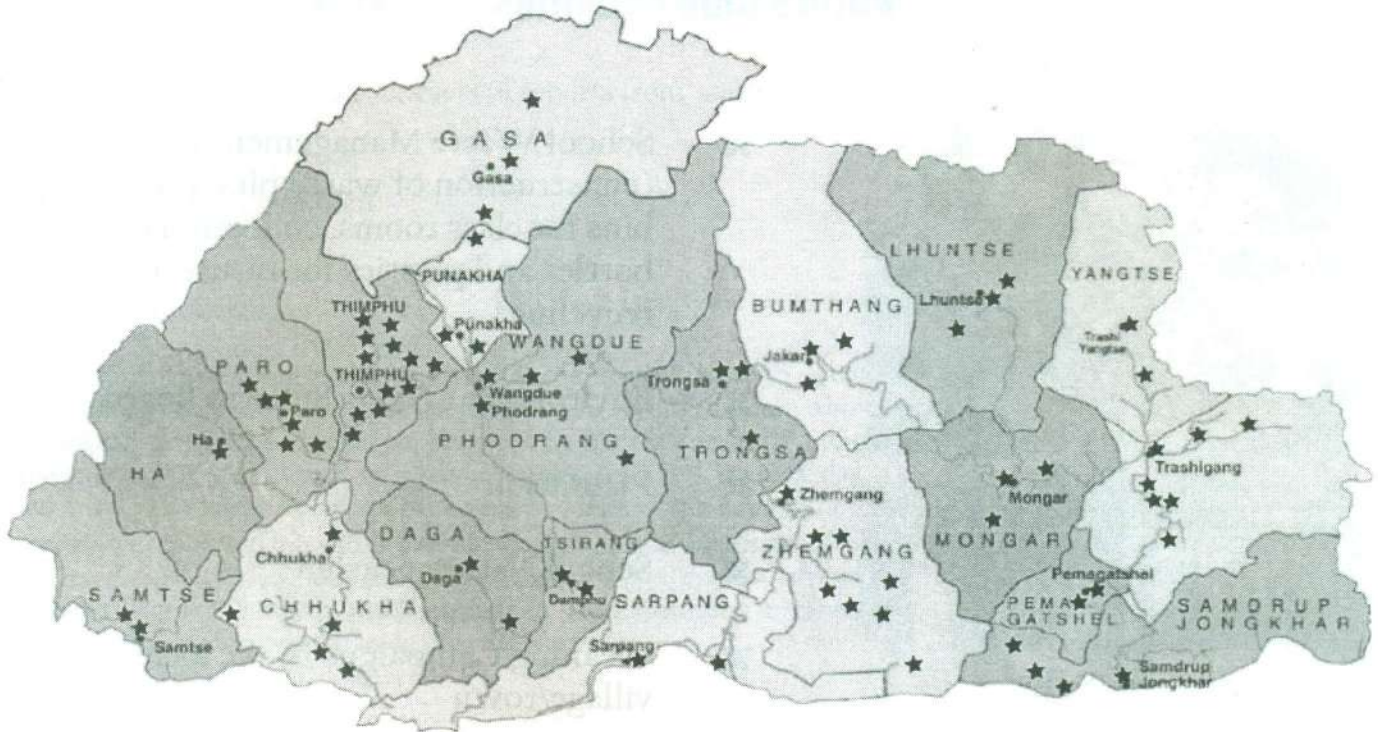 GASA
Gasa
PUNAKHA
Punakha
THIMPHU
THIMPHU
PARO
Paro
Ha
HA
WANGDUE
Wangdue
Phodrang
PHODRANG
BUMTHANG
Jakar
LHUNTSE
Lhuntse
YANGTSE
Trashi
Yangtse
Trongsa
TRONGSA
Trashigang
Mongar
MONGAR
Zhemgang
ZHEMGANG
DAGA
Daga
TSIRANG
Damphu
Chhukha
CHHUKHA
SAMTSE
Samtse
SARPANG
Sarpang
Pemagatshel
PEMA
GATSHEL
SAMDRUP
JONGKHAR
Samdrup
Jongkhar
village/town